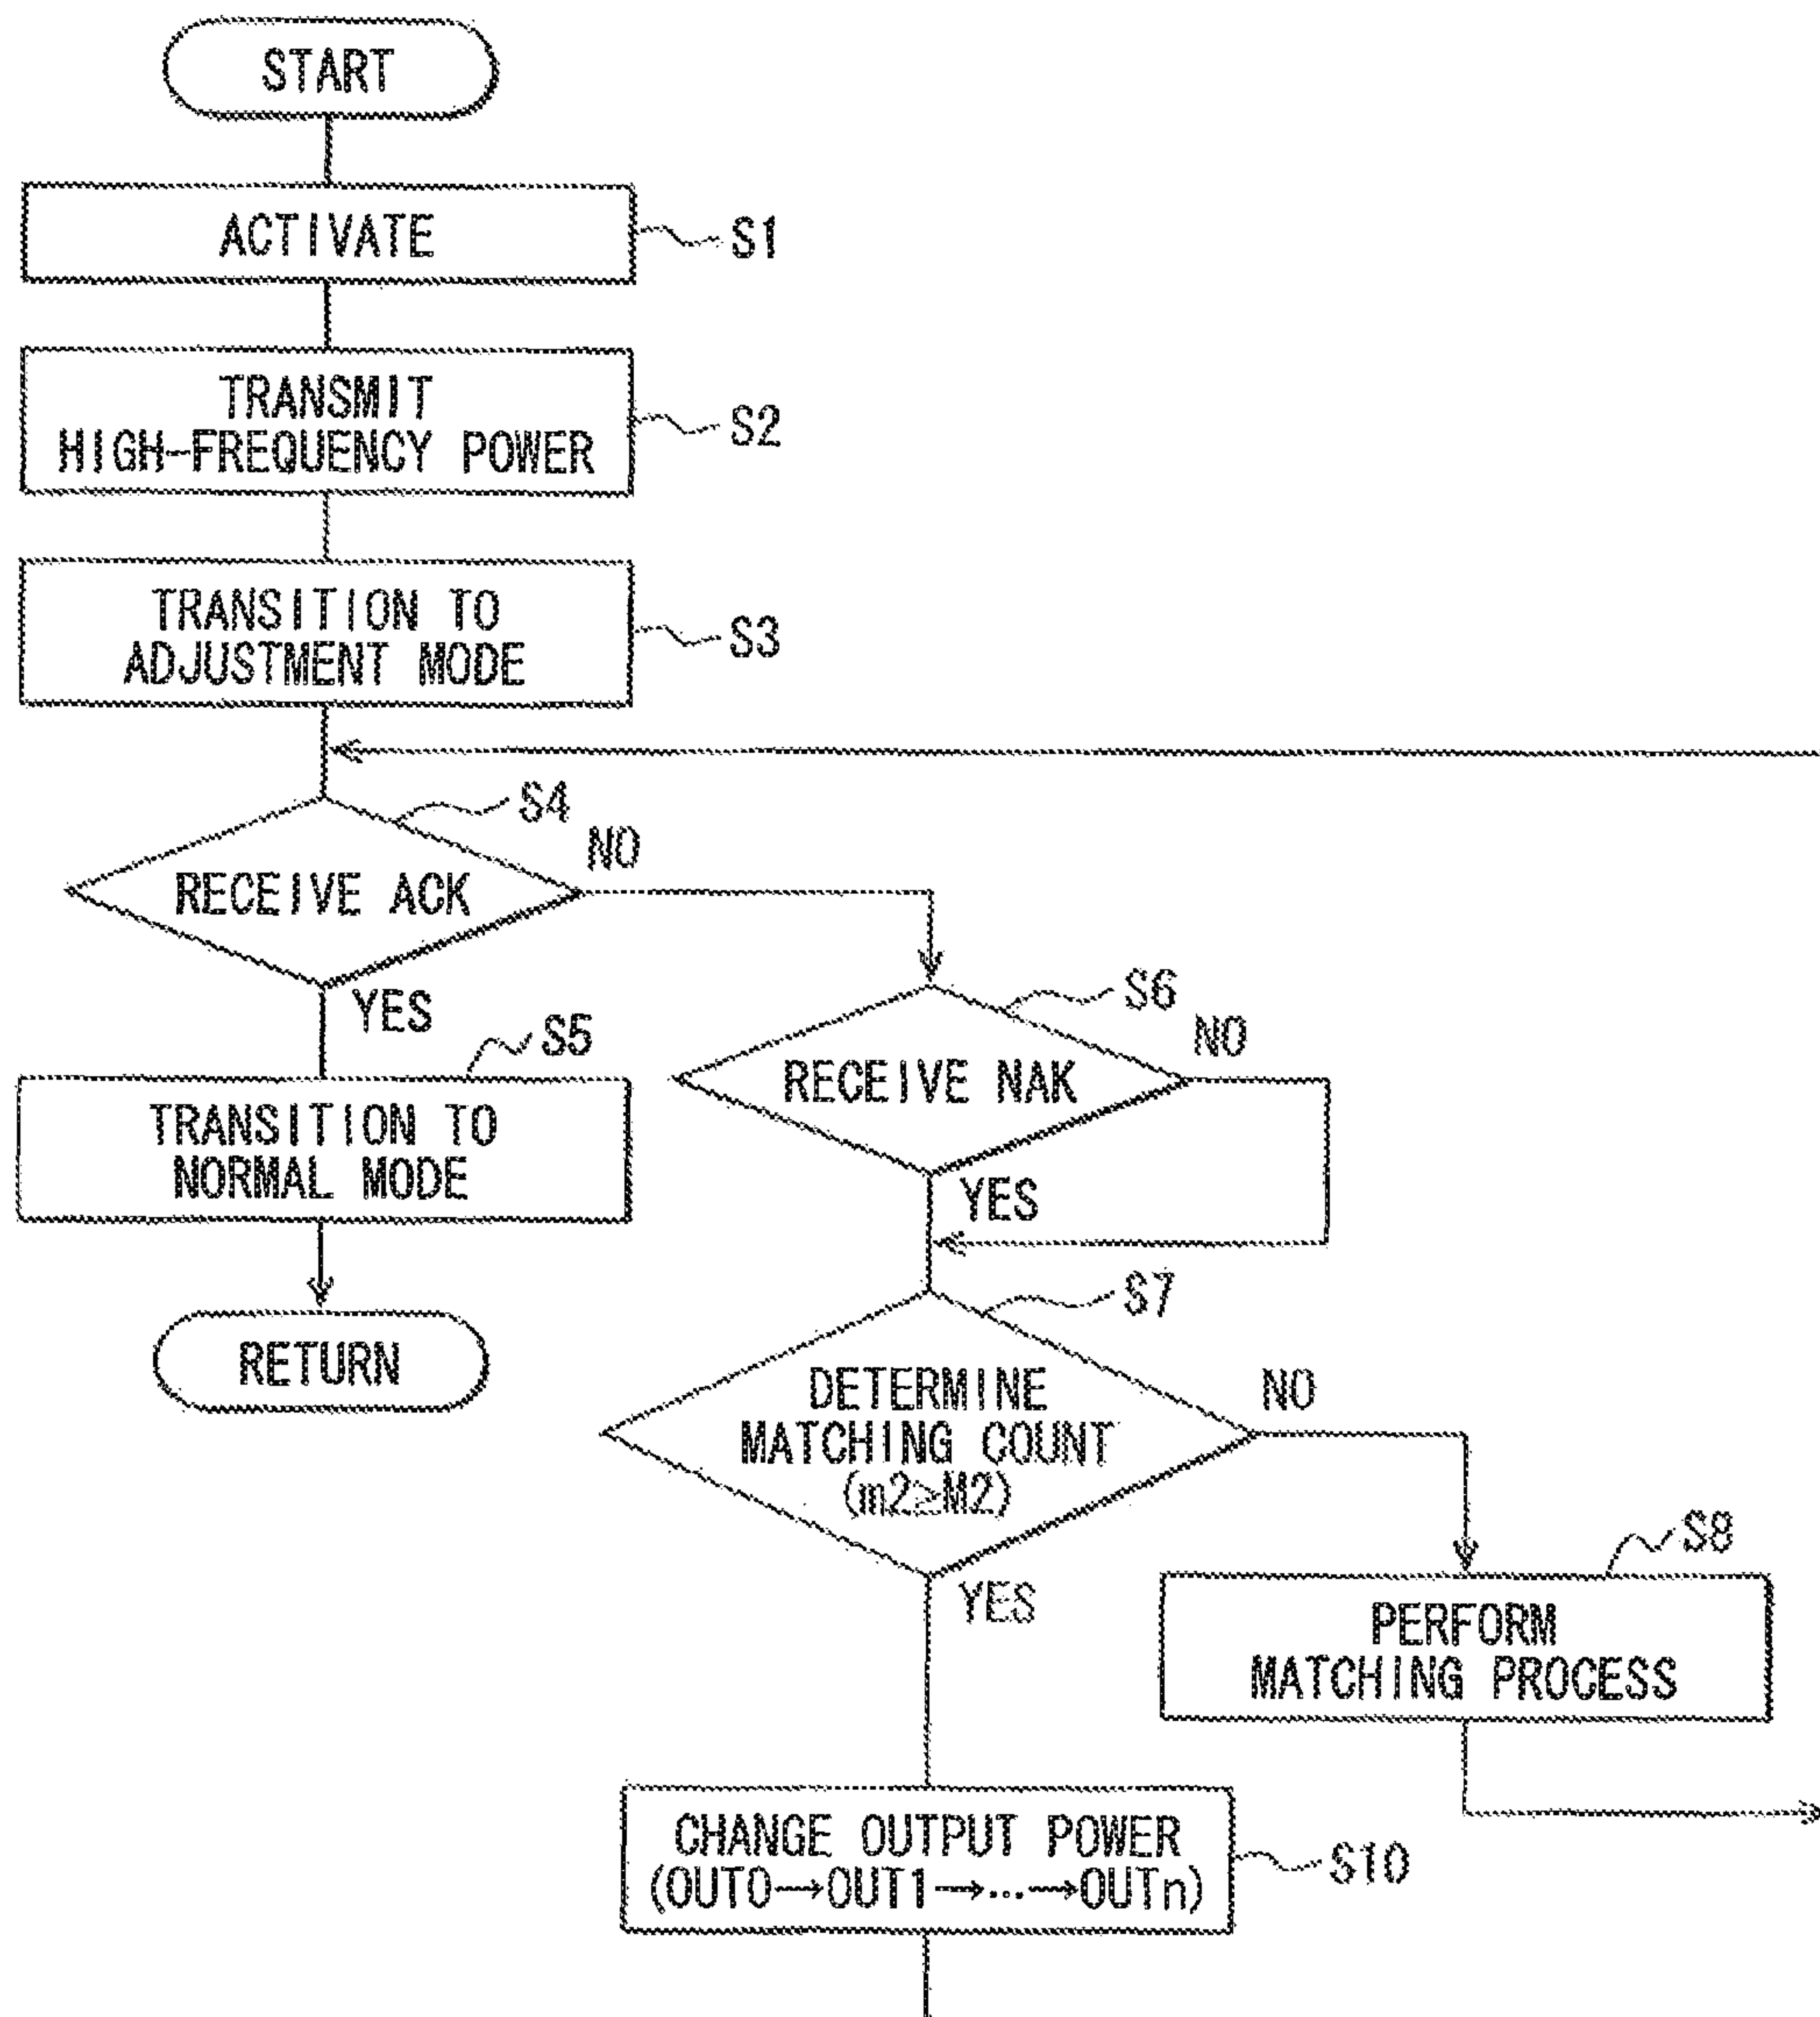 START
ACTIVATE
S1
TRANSMIT
HIGH-FREQUENCY POWER
S2
TRANSITION TO
ADJUSTMENT MODE
S3
S4
RECEIVE ACK
NO
YES
S5
TRANSITION TO
NORMAL MODE
RETURN
S6
RECEIVE NAK
NO
YES
S7
DETERMINE
MATCHING COUNT
(m2≥M2)
NO
YES
S8
PERFORM
MATCHING PROCESS
CHANGE OUTPUT POWER
(OUT0→OUT1→...→OUTn)
S10